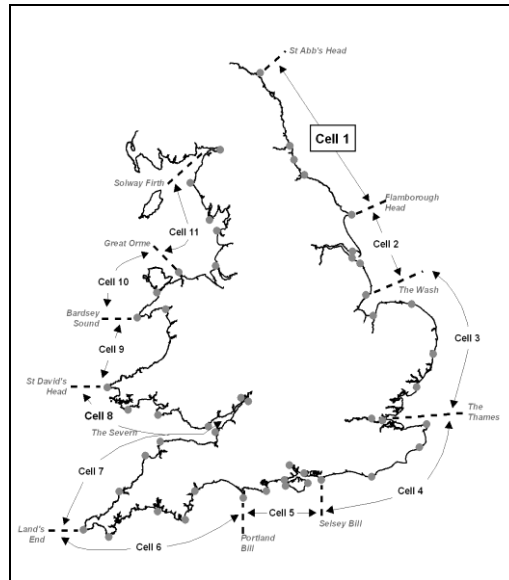 St Abb's Head
Cell 1
Solway Firth
Flamborough
Head
Great Orme
Cell 11
Cell 2
Cell 10
The Wash
Bardsey
Sound
Cell 9
Cell 3
St David's
Head
Cell 8
The Severn
The
Thames
Cell 7
Cell 4
Land's
End
Cell 6
Cell 5
Portland
Bill
Selsey Bill